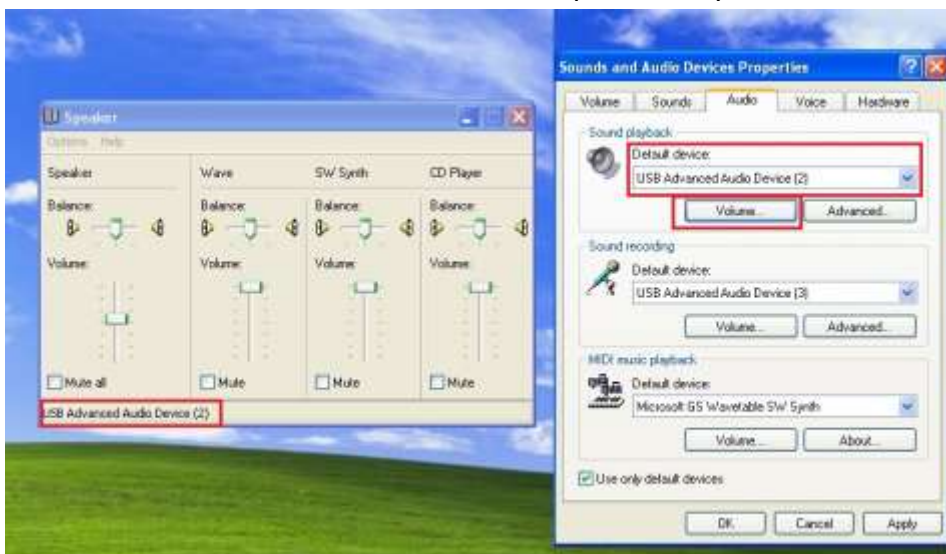 Speaker
Options Help
Speaker Wave SW Synth CD Player
Balance: Balance: Balance: Balance:
Volume: Volume: Volume: Volume:
Mute all Mute Mute Mute
USB Advanced Audio Device (2)
Sounds and Audio Devices Properties
Volume Sounds Audio Voice Hardware
Sound playback
Default device:
USB Advanced Audio Device (2)
Volume... Advanced...
Sound recording
Default device:
USB Advanced Audio Device (3)
Volume... Advanced...
MIDI music playback
Default device:
Microsoft GS Wavetable SW Synth
Volume... About...
Use only default devices
OK Cancel Apply